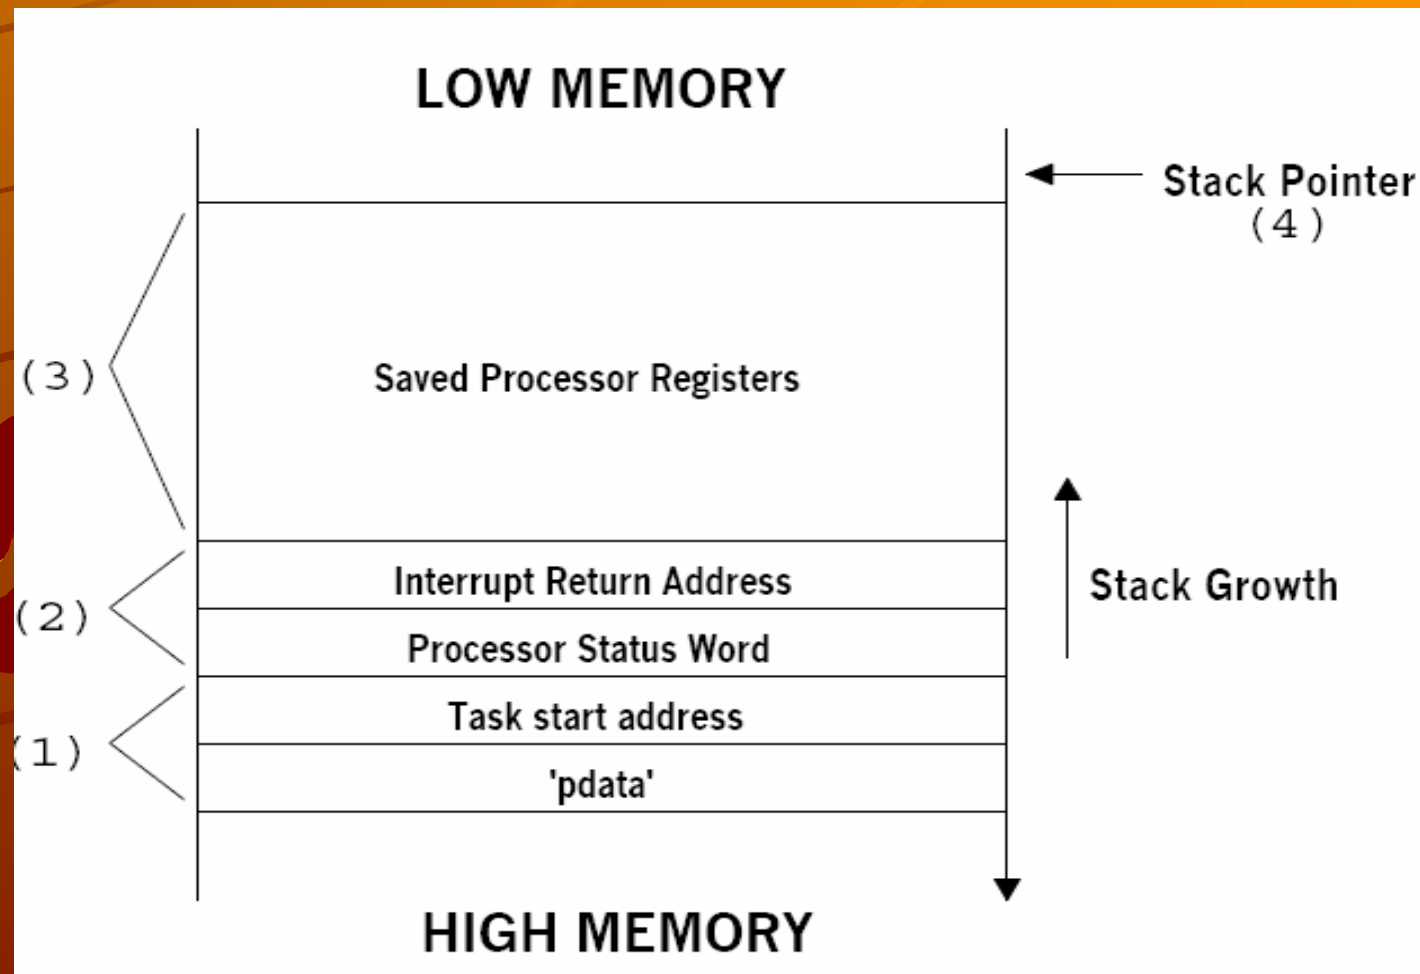 LOW MEMORY
Stack Pointer
(4)
(3)
Saved Processor Registers
Interrupt Return Address
Stack Growth
(2)
Processor Status Word
Task start address
(1)
'pdata'
HIGH MEMORY